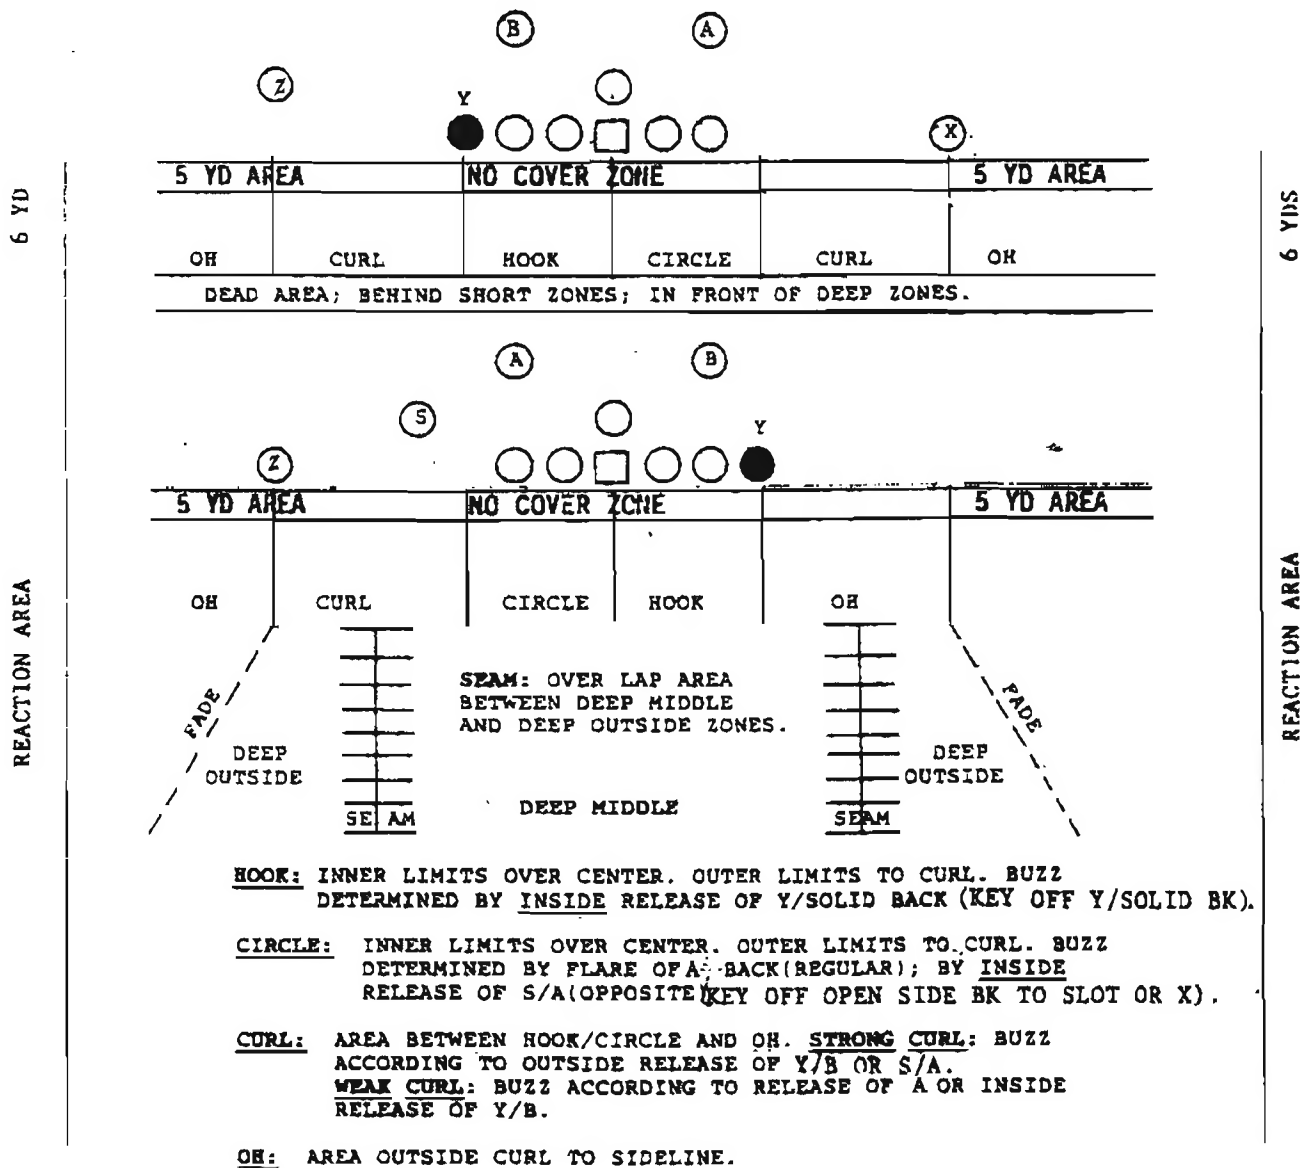 B A
Z
Y
X
5 YD AREA NO COVER ZONE 5 YD AREA
6 YD
6 YDS
OH CURL HOOK CIRCLE CURL OH
DEAD AREA; BEHIND SHORT ZONES; IN FRONT OF DEEP ZONES.
A B
S
Y
Z
5 YD AREA NO COVER ZONE 5 YD AREA
REACTION AREA
REACTION AREA
OH CURL CIRCLE HOOK OH
SEAM: OVER LAP AREA
BETWEEN DEEP MIDDLE
AND DEEP OUTSIDE ZONES.
FADE
FADE
DEEP
OUTSIDE
DEEP
OUTSIDE
DEEP MIDDLE
SEAM
SEAM
HOOK: INNER LIMITS OVER CENTER. OUTER LIMITS TO CURL. BUZZ
DETERMINED BY INSIDE RELEASE OF Y/SOLID BACK (KEY OFF Y/SOLID BK).
CIRCLE: INNER LIMITS OVER CENTER. OUTER LIMITS TO CURL. BUZZ
DETERMINED BY FLARE OF A BACK(REGULAR); BY INSIDE
RELEASE OF S/A(OPPOSITE)(KEY OFF OPEN SIDE BK TO SLOT OR X).
CURL: AREA BETWEEN HOOK/CIRCLE AND OH. STRONG CURL: BUZZ
ACCORDING TO OUTSIDE RELEASE OF Y/B OR S/A.
WEAK CURL: BUZZ ACCORDING TO RELEASE OF A OR INSIDE
RELEASE OF Y/B.
OH: AREA OUTSIDE CURL TO SIDELINE.